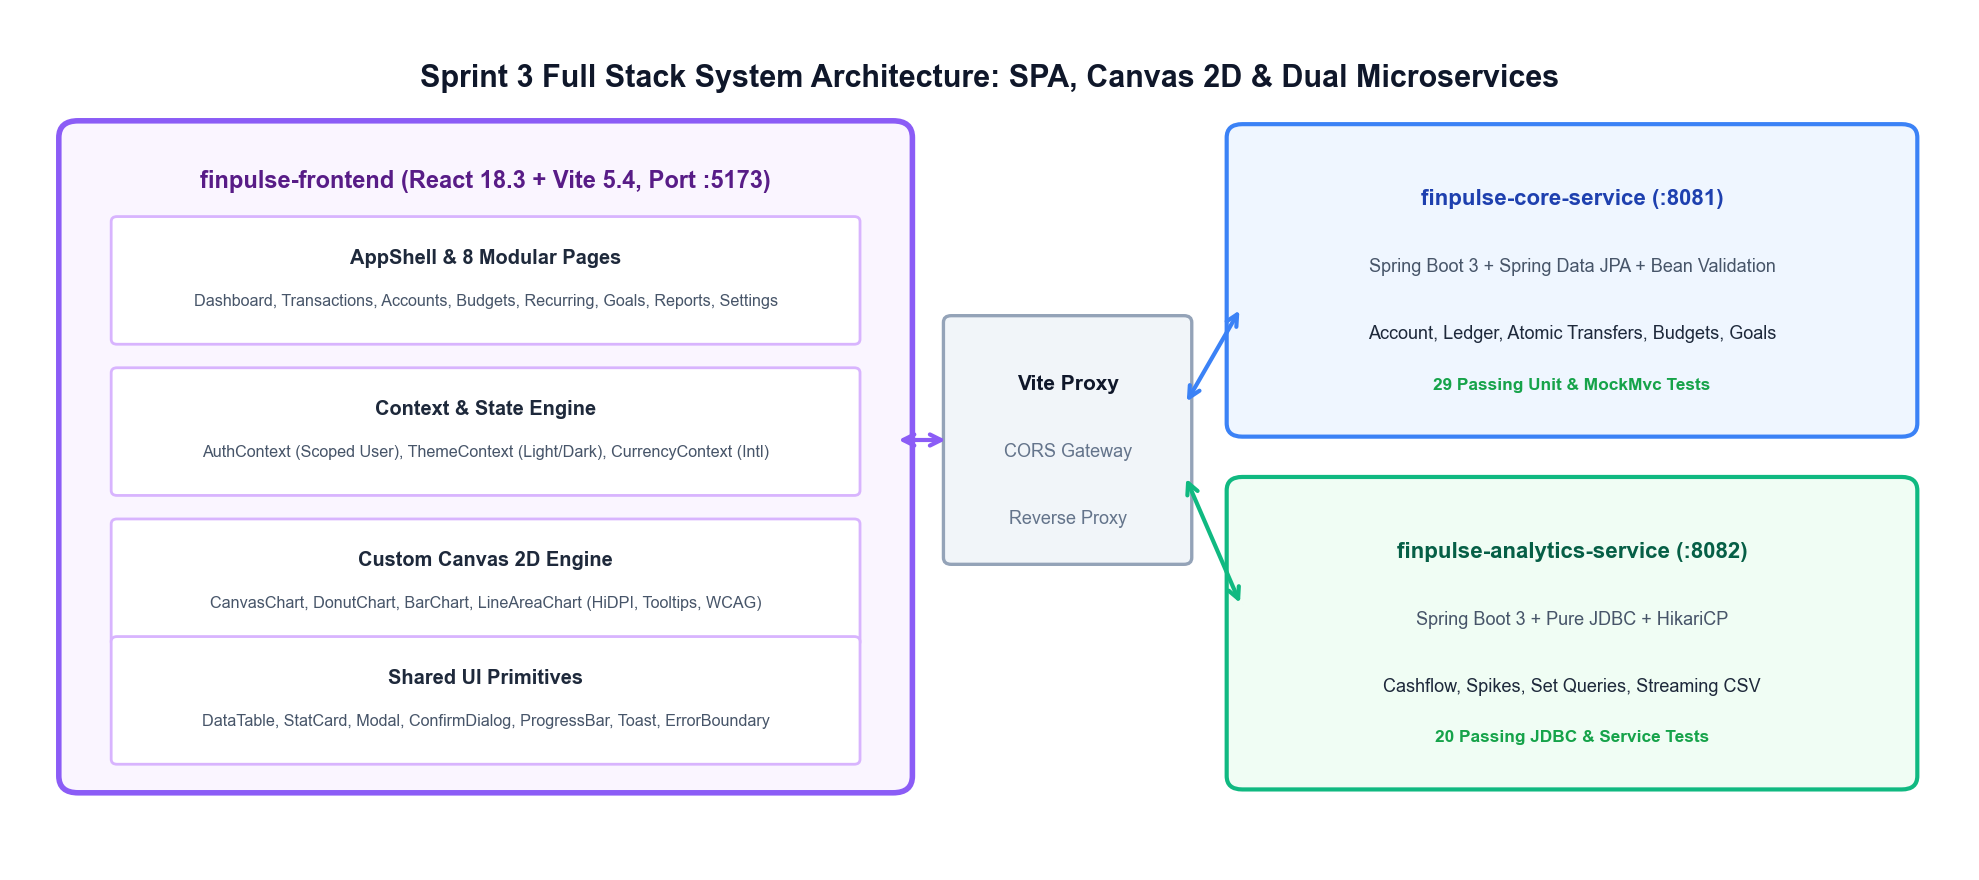 Sprint 3 Full Stack System Architecture: SPA, Canvas 2D & Dual Microservices
finpulse-frontend (React 18.3 + Vite 5.4, Port :5173)
AppShell & 8 Modular Pages
Dashboard, Transactions, Accounts, Budgets, Recurring, Goals, Reports, Settings
Context & State Engine
AuthContext (Scoped User), ThemeContext (Light/Dark), CurrencyContext (Intl)
Custom Canvas 2D Engine
CanvasChart, DonutChart, BarChart, LineAreaChart (HiDPI, Tooltips, WCAG)
Shared UI Primitives
DataTable, StatCard, Modal, ConfirmDialog, ProgressBar, Toast, ErrorBoundary
Vite Proxy
CORS Gateway
Reverse Proxy
finpulse-core-service (:8081)
Spring Boot 3 + Spring Data JPA + Bean Validation
Account, Ledger, Atomic Transfers, Budgets, Goals
29 Passing Unit & MockMvc Tests
finpulse-analytics-service (:8082)
Spring Boot 3 + Pure JDBC + HikariCP
Cashflow, Spikes, Set Queries, Streaming CSV
20 Passing JDBC & Service Tests